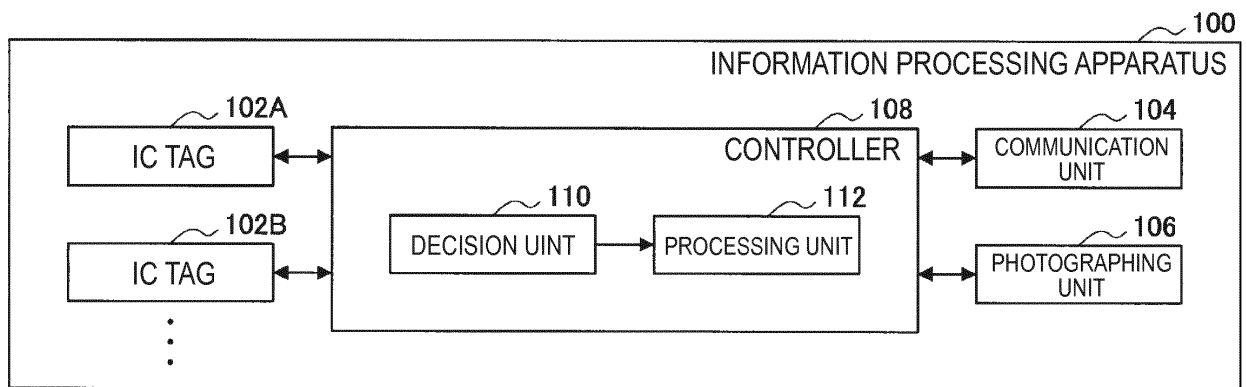 100
INFORMATION PROCESSING APPARATUS
102A
IC TAG
108
CONTROLLER
104
COMMUNICATION
UNIT
110
DECISION UINT
112
PROCESSING UNIT
102B
IC TAG
106
PHOTOGRAPHING
UNIT